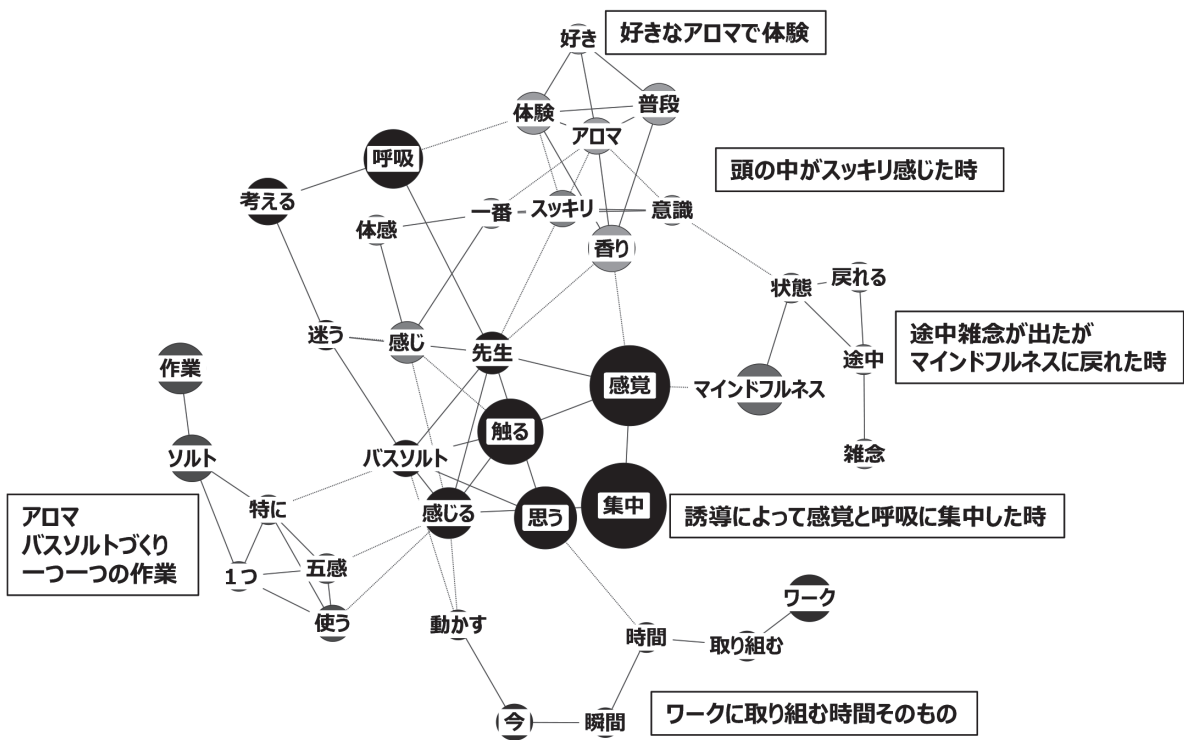 好き
好きなアロマで体験
体験
普段
アロマ
呼吸
頭の中がスッキリ感じた時
考える
体感
一番
スッキリ
意識
香り
状態
戻れる
迷う
感じ
先生
途中
途中雑念が出たが
マインドフルネスに戻れた時
作業
感覚
マインドフルネス
触る
ソルト
バスソルト
雑念
アロマ
バスソルトづくり
一つ一つの作業
特に
感じる
思う
集中
誘導によって感覚と呼吸に集中した時
1つ
五感
使う
動かす
時間
取り組む
ワーク
今
瞬間
ワークに取り組む時間そのもの